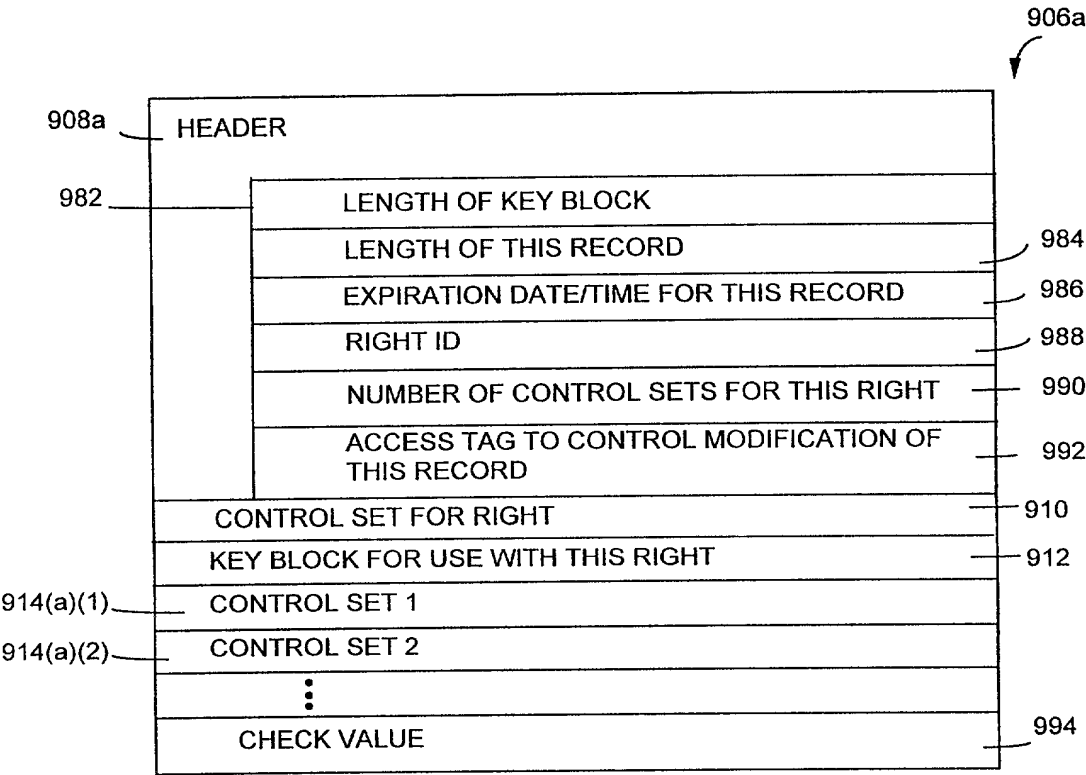 906a
908a
HEADER
982
LENGTH OF KEY BLOCK
LENGTH OF THIS RECORD
984
EXPIRATION DATE/TIME FOR THIS RECORD
986
RIGHT ID
988
NUMBER OF CONTROL SETS FOR THIS RIGHT
990
ACCESS TAG TO CONTROL MODIFICATION OF
THIS RECORD
992
CONTROL SET FOR RIGHT
910
KEY BLOCK FOR USE WITH THIS RIGHT
912
914(a)(1)
CONTROL SET 1
914(a)(2)
CONTROL SET 2
CHECK VALUE
994